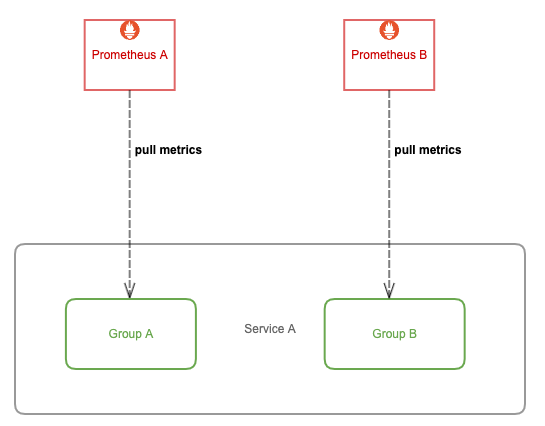 Prometheus A
Prometheus B
pull metrics
pull metrics
Group A
Service A
Group B